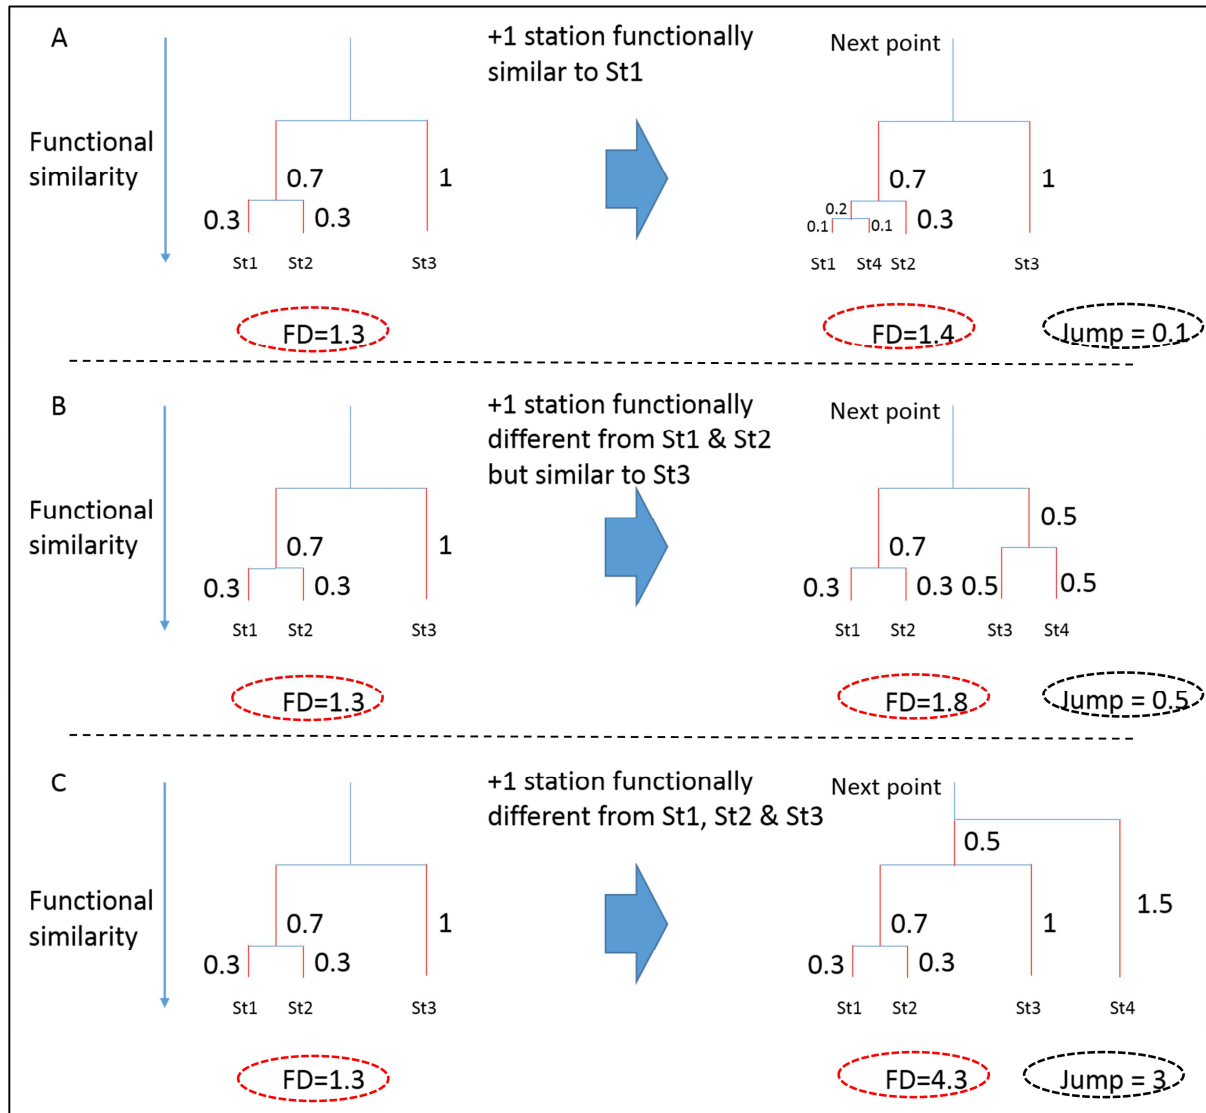 A
+1 station functionally
similar to St1
Next point
Functional
similarity
0.7
1
0.3
0.3
St1
St2
St3
FD=1.3
0.7
1
0.2
0.1
0.1
0.3
St1
St4
St2
St3
FD=1.4
Jump = 0.1
B
+1 station functionally
different from St1 & St2
but similar to St3
Next point
Functional
similarity
0.7
1
0.3
0.3
St1
St2
St3
FD=1.3
0.5
0.7
0.3
0.3
0.5
0.5
St1
St2
St3
St4
FD=1.8
Jump = 0.5
C
+1 station functionally
different from St1, St2 & St3
Next point
Functional
similarity
0.7
1
0.3
0.3
St1
St2
St3
FD=1.3
0.5
1.5
0.7
1
0.3
0.3
St1
St2
St3
St4
FD=4.3
Jump = 3